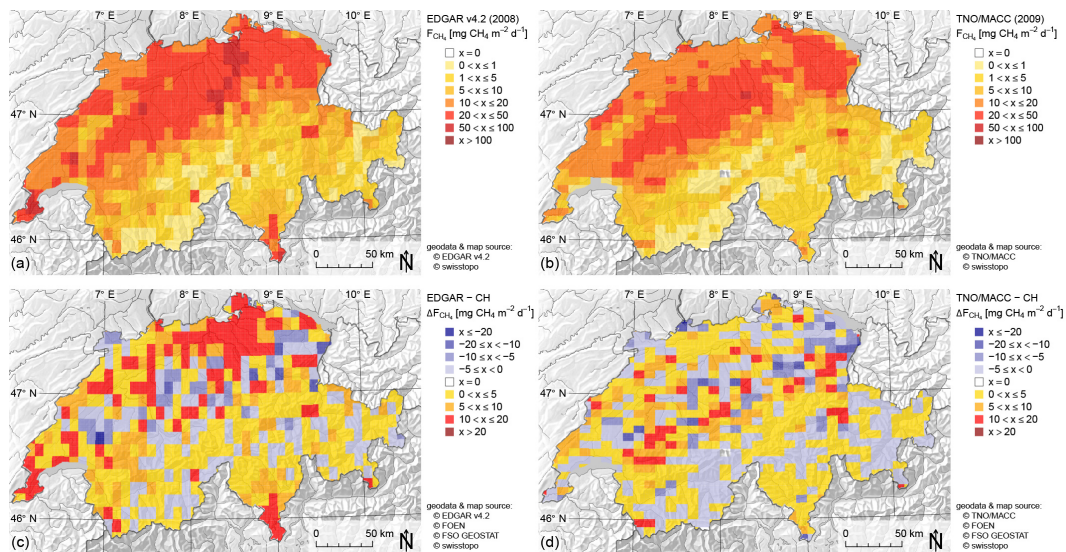 7° E
8° E
9° E
10° E
47° N
46° N
(a)
EDGAR v4.2 (2008)
F_CH₄ [mg CH₄ m⁻² d⁻¹]
x = 0
0 < x ≤ 1
1 < x ≤ 5
5 < x ≤ 10
10 < x ≤ 20
20 < x ≤ 50
50 < x ≤ 100
x > 100
geodata & map source:
© EDGAR v4.2
© swisstopo
0 50 km
N
7° E
8° E
9° E
10° E
47° N
46° N
(b)
TNO/MACC (2009)
F_CH₄ [mg CH₄ m⁻² d⁻¹]
x = 0
0 < x ≤ 1
1 < x ≤ 5
5 < x ≤ 10
10 < x ≤ 20
20 < x ≤ 50
50 < x ≤ 100
x > 100
geodata & map source:
© TNO/MACC
© swisstopo
0 50 km
N
7° E
8° E
9° E
10° E
47° N
46° N
(c)
EDGAR − CH
ΔF_CH₄ [mg CH₄ m⁻² d⁻¹]
x ≤ −20
−20 ≤ x < −10
−10 ≤ x < −5
−5 ≤ x < 0
x = 0
0 < x ≤ 5
5 < x ≤ 10
10 < x ≤ 20
x > 20
geodata & map source:
© EDGAR v4.2
© FOEN
© FSO GEOSTAT
© swisstopo
0 50 km
N
7° E
8° E
9° E
10° E
47° N
46° N
(d)
TNO/MACC − CH
ΔF_CH₄ [mg CH₄ m⁻² d⁻¹]
x ≤ −20
−20 ≤ x < −10
−10 ≤ x < −5
−5 ≤ x < 0
x = 0
0 < x ≤ 5
5 < x ≤ 10
10 < x ≤ 20
x > 20
geodata & map source:
© TNO/MACC
© FOEN
© FSO GEOSTAT
© swisstopo
0 50 km
N